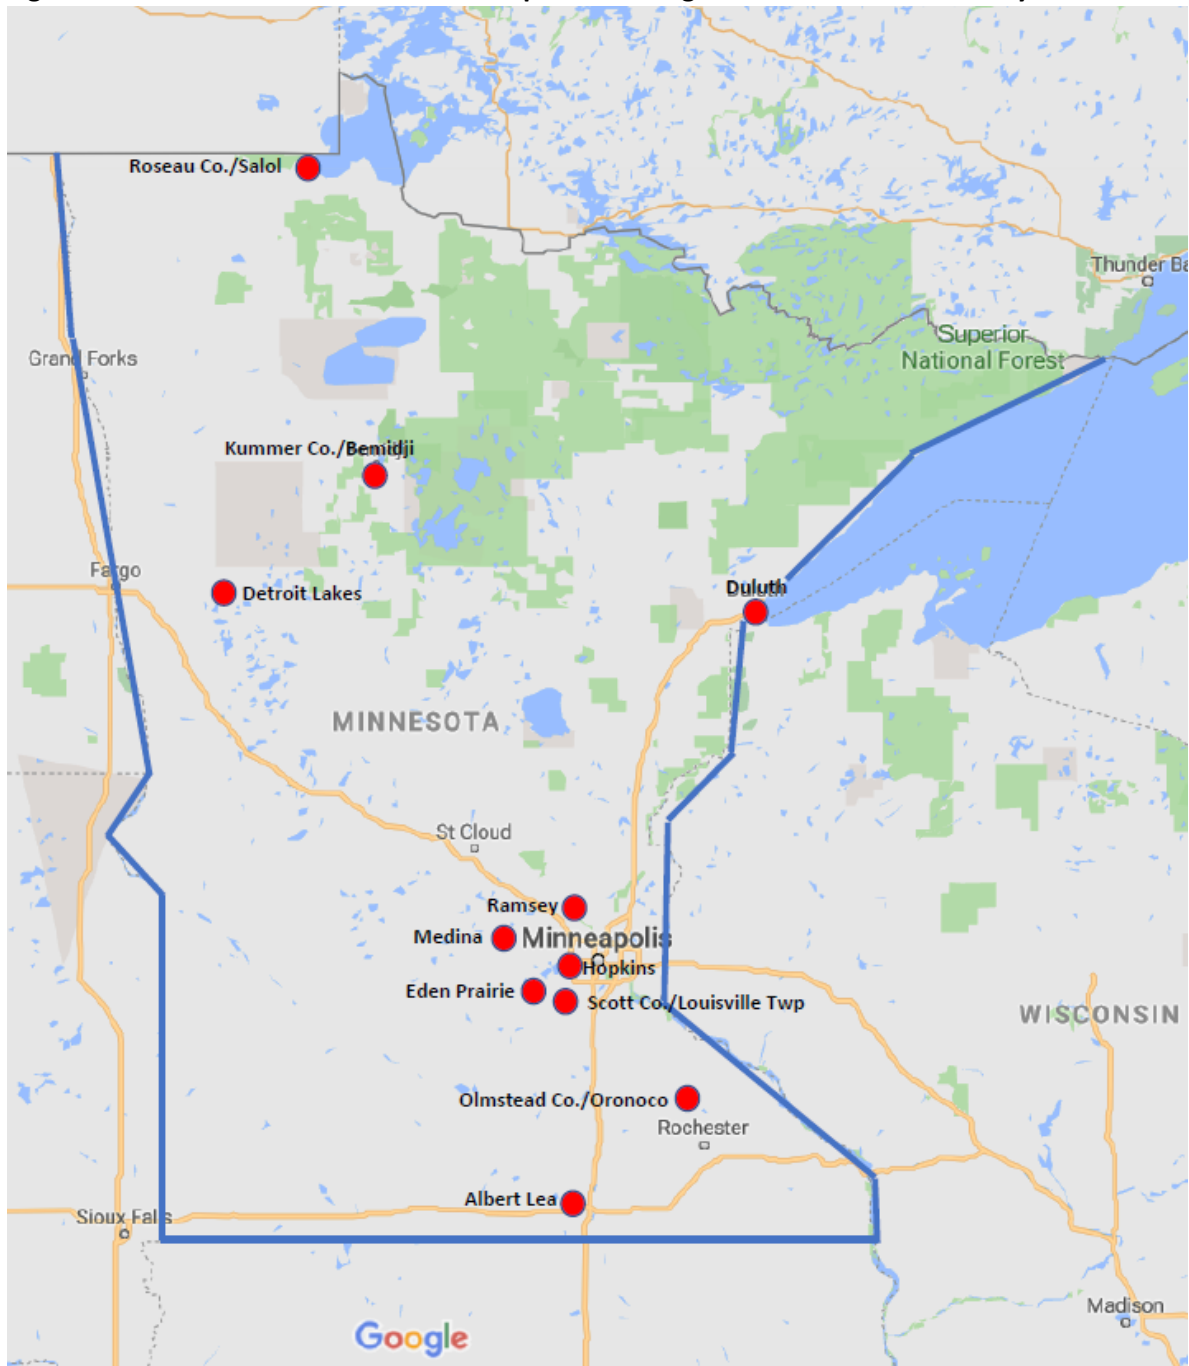 Roseau Co./Salol
Thunder Ba
Superior
National Forest
Grand Forks
Kummer Co./Bemidji
Fargo
Detroit Lakes
Duluth
MINNESOTA
St Cloud
Ramsey
Medina
Minneapolis
Hopkins
Eden Prairie
Scott Co./Louisville Twp
WISCONSIN
Olmstead Co./Oronoco
Rochester
Albert Lea
Sioux Falls
Madison
Google